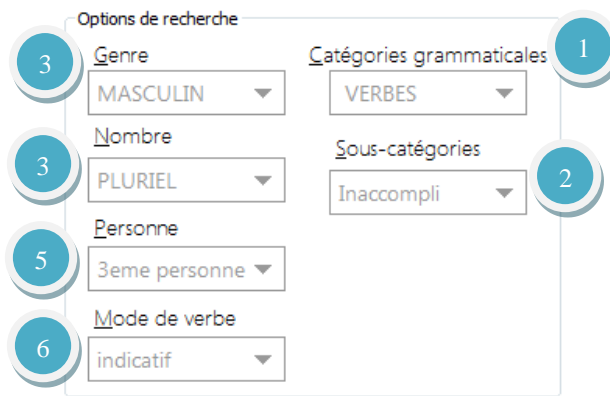 Options de recherche
3 Genre
MASCULIN
Catégories grammaticales 1
VERBES
3 Nombre
PLURIEL
Sous-catégories
Inaccompli 2
5 Personne
3eme personne
6 Mode de verbe
indicatif